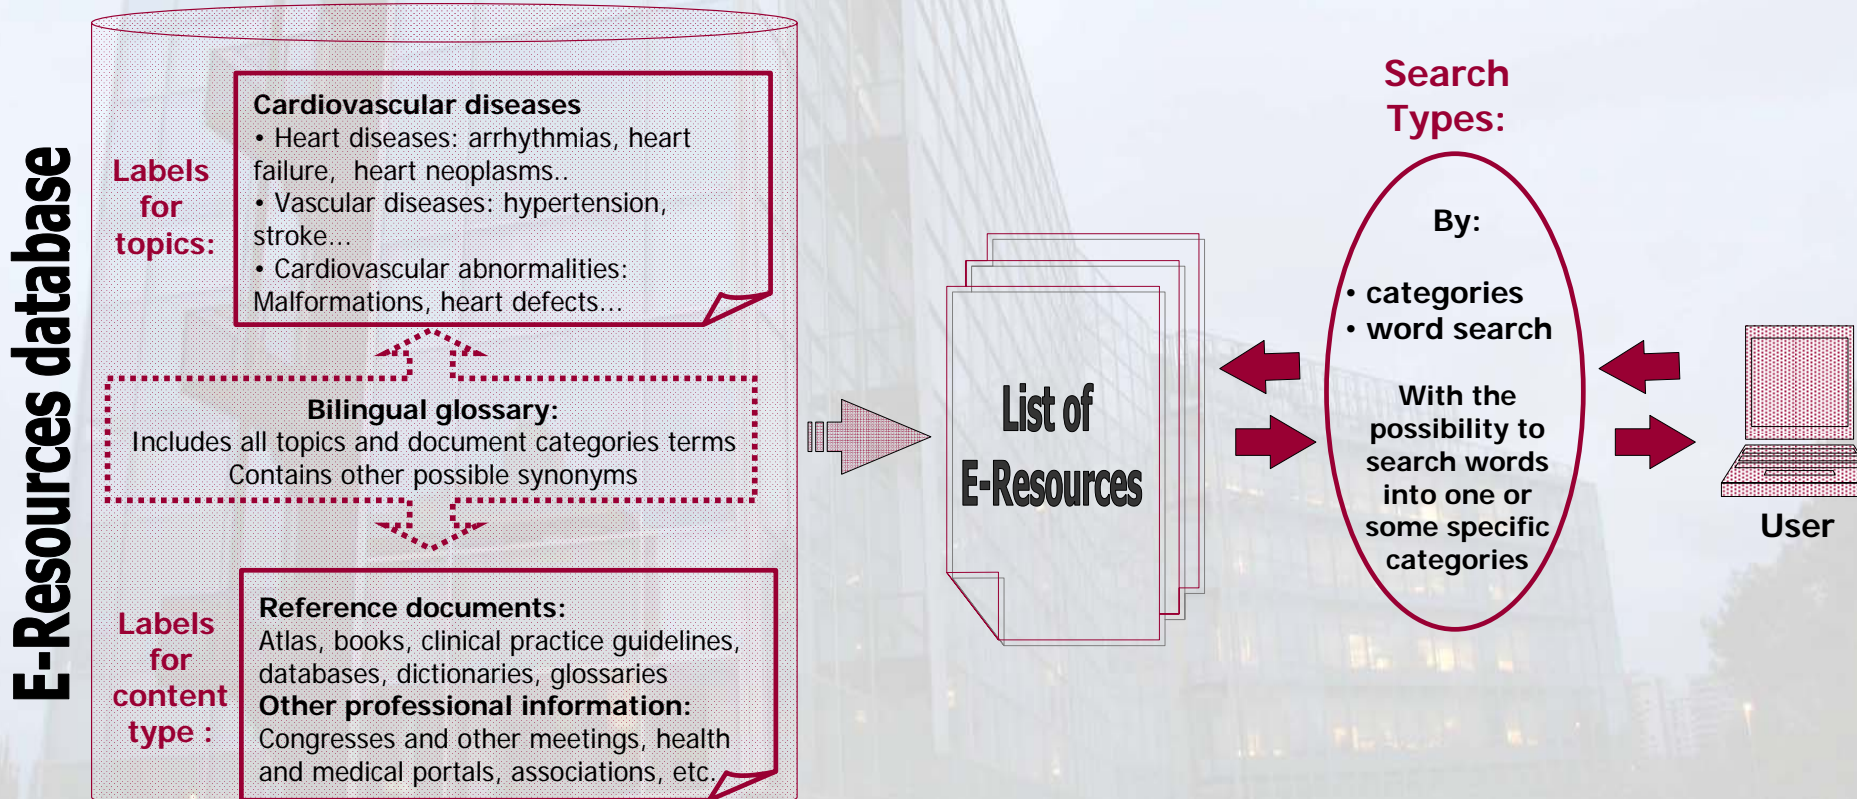 E-Resources database
Labels
for
topics:
Cardiovascular diseases
• Heart diseases: arrhythmias, heart
failure, heart neoplasms..
• Vascular diseases: hypertension,
stroke...
• Cardiovascular abnormalities:
Malformations, heart defects...
Bilingual glossary:
Includes all topics and document categories terms
Contains other possible synonyms
Labels
for
content
type :
Reference documents:
Atlas, books, clinical practice guidelines,
databases, dictionaries, glossaries
Other professional information:
Congresses and other meetings, health
and medical portals, associations, etc.
List of
E-Resources
Search
Types:
By:
• categories
• word search
With the
possibility to
search words
into one or
some specific
categories
User